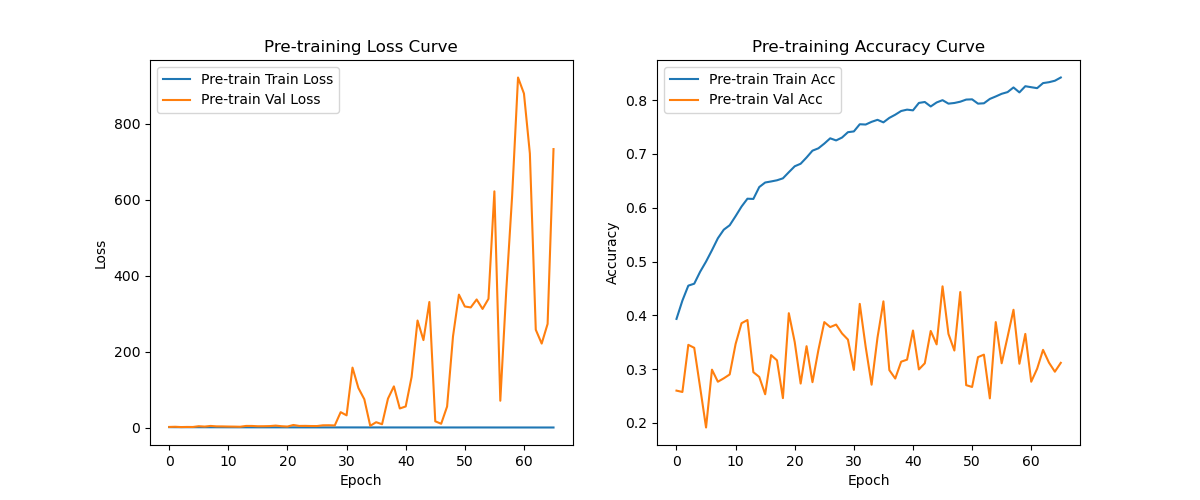 Pre-training Loss Curve
Pre-train Train Loss
Pre-train Val Loss
Loss
800
600
400
200
0
0 10 20 30 40 50 60
Epoch
Pre-training Accuracy Curve
Pre-train Train Acc
Pre-train Val Acc
Accuracy
0.8
0.7
0.6
0.5
0.4
0.3
0.2
0 10 20 30 40 50 60
Epoch